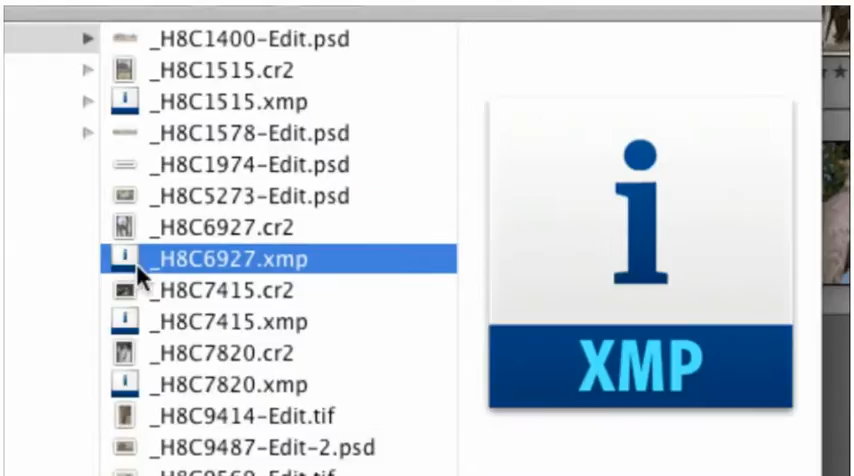 _H8C1400-Edit.psd
_H8C1515.cr2
_H8C1515.xmp
_H8C1578-Edit.psd
_H8C1974-Edit.psd
_H8C5273-Edit.psd
_H8C6927.cr2
_H8C6927.xmp
_H8C7415.cr2
_H8C7415.xmp
_H8C7820.cr2
_H8C7820.xmp
_H8C9414-Edit.tif
_H8C9487-Edit-2.psd
i
XMP